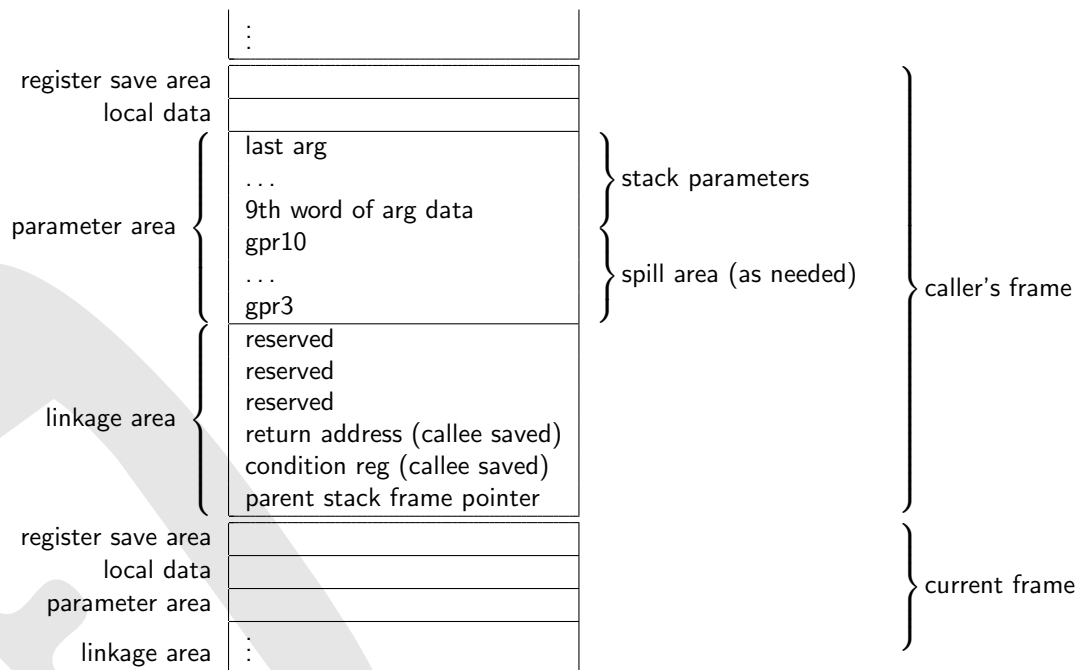 ⋮
register save area
local data
last arg
. . .
stack parameters
9th word of arg data
parameter area
gpr10
. . .
spill area (as needed)
caller's frame
gpr3
reserved
reserved
reserved
linkage area
return address (callee saved)
condition reg (callee saved)
parent stack frame pointer
register save area
local data
current frame
parameter area
linkage area
⋮